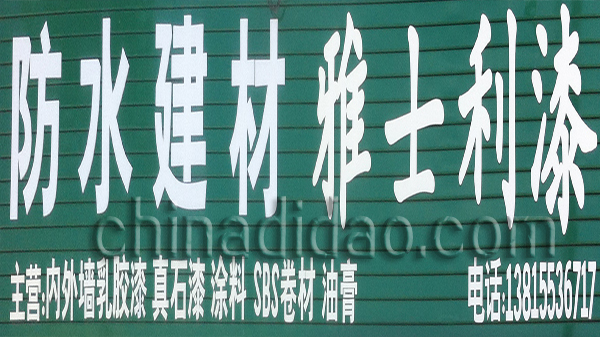 防水建材 雅士利漆
chinadidao.com
主营:内外墙乳胶漆 真石漆 涂料 SBS卷材 油膏 电话:13815536717